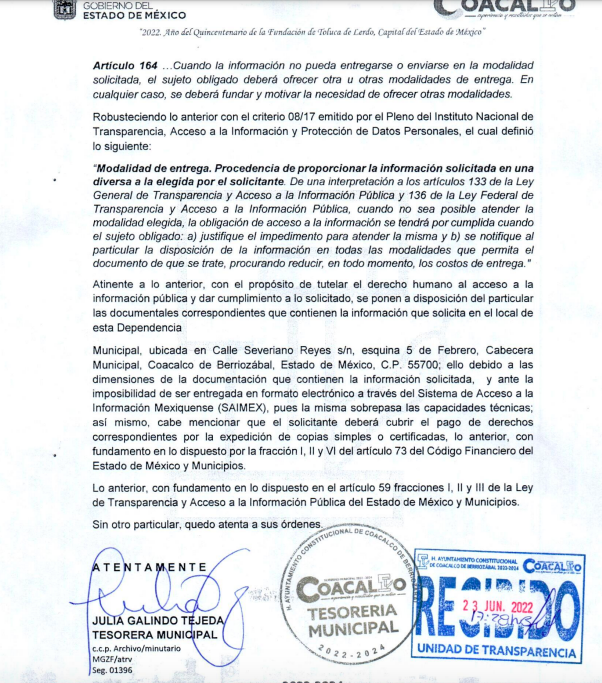 GOBIERNO DEL
ESTADO DE MÉXICO
COACALCO
"2022. Año del Quincentenario de la Fundación de Toluca de Lerdo, Capital del Estado de México"
Artículo 164 …Cuando la información no pueda entregarse o enviarse en la modalidad
solicitada, el sujeto obligado deberá ofrecer otra u otras modalidades de entrega. En
cualquier caso, se deberá fundar y motivar la necesidad de ofrecer otras modalidades.
Robusteciendo lo anterior con el criterio 08/17 emitido por el Pleno del Instituto Nacional de
Transparencia, Acceso a la Información y Protección de Datos Personales, el cual definió
lo siguiente:
"Modalidad de entrega. Procedencia de proporcionar la información solicitada en una
diversa a la elegida por el solicitante. De una interpretación a los artículos 133 de la Ley
General de Transparencia y Acceso a la Información Pública y 136 de la Ley Federal de
Transparencia y Acceso a la Información Pública, cuando no sea posible atender la
modalidad elegida, la obligación de acceso a la información se tendrá por cumplida cuando
el sujeto obligado: a) justifique el impedimento para atender la misma y b) se notifique al
particular la disposición de la información en todas las modalidades que permita el
documento de que se trate, procurando reducir, en todo momento, los costos de entrega."
Atinente a lo anterior, con el propósito de tutelar el derecho humano al acceso a la
información pública y dar cumplimiento a lo solicitado, se ponen a disposición del particular
las documentales correspondientes que contienen la información que solicita en el local de
esta Dependencia
Municipal, ubicada en Calle Severiano Reyes s/n, esquina 5 de Febrero, Cabecera
Municipal, Coacalco de Berriozábal, Estado de México, C.P. 55700; ello debido a las
dimensiones de la documentación que contienen la información solicitada, y ante la
imposibilidad de ser entregada en formato electrónico a través del Sistema de Acceso a la
Información Mexiquense (SAIMEX), pues la misma sobrepasa las capacidades técnicas;
así mismo, cabe mencionar que el solicitante deberá cubrir el pago de derechos
correspondientes por la expedición de copias simples o certificadas, lo anterior, con
fundamento en lo dispuesto por la fracción I, II y VI del artículo 73 del Código Financiero del
Estado de México y Municipios.
Lo anterior, con fundamento en lo dispuesto en el artículo 59 fracciones I, II y III de la Ley
de Transparencia y Acceso a la Información Pública del Estado de México y Municipios.
Sin otro particular, quedo atenta a sus órdenes.
ATENTAMENTE
JULIA GALINDO TEJEDA
TESORERA MUNICIPAL
c.c.p. Archivo/minutario
MGZF/atrv
Seg. 01396
H. AYUNTAMIENTO CONSTITUCIONAL DE COACALCO DE BERRIOZÁBAL
COACALCO
TESORERIA
MUNICIPAL
2022-2024
H. AYUNTAMIENTO CONSTITUCIONAL
DE COACALCO DE BERRIOZÁBAL 2022-2024
COACALCO
RECIBIDO
23 JUN. 2022
UNIDAD DE TRANSPARENCIA